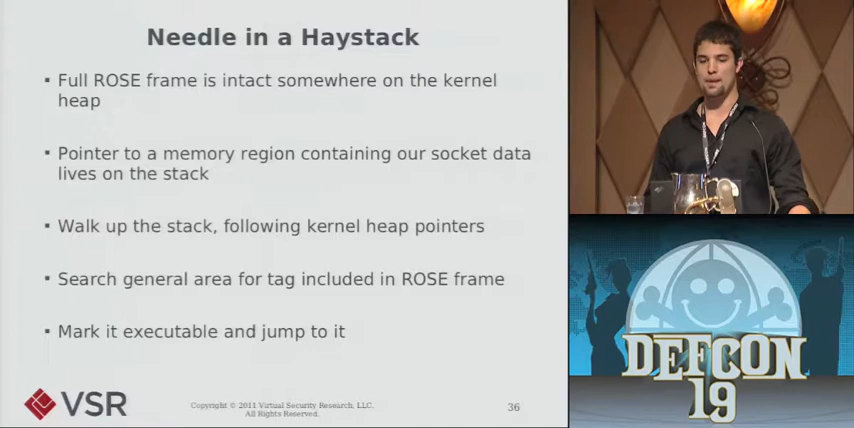 Needle in a Haystack
▪ Full ROSE frame is intact somewhere on the kernel
heap
▪ Pointer to a memory region containing our socket data
lives on the stack
▪ Walk up the stack, following kernel heap pointers
▪ Search general area for tag included in ROSE frame
▪ Mark it executable and jump to it
VSR
Copyright © 2011 Virtual Security Research, LLC.
All Rights Reserved.
36
DEFCON
19